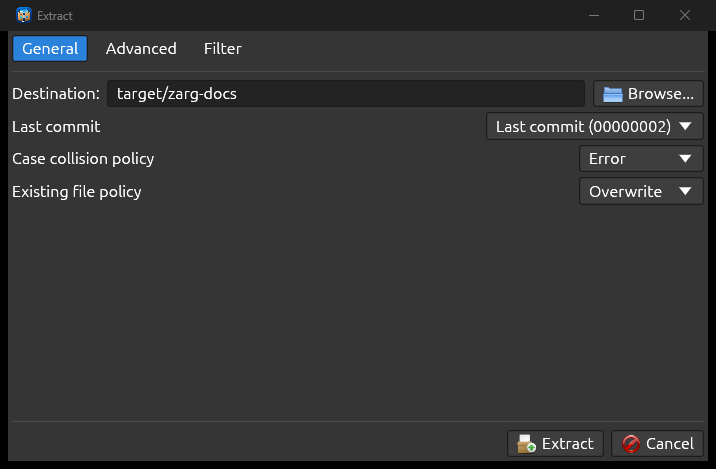 Extract
General Advanced Filter
Destination: target/zarg-docs Browse...
Last commit Last commit (00000002)
Case collision policy Error
Existing file policy Overwrite
Extract Cancel